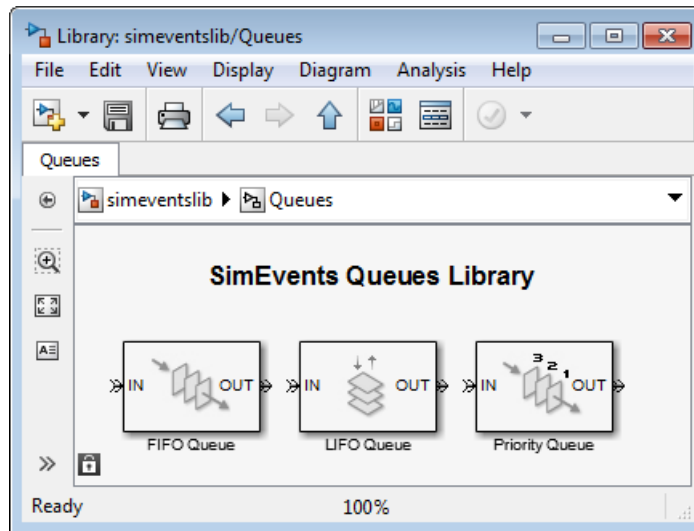 Library: simeventslib/Queues
File Edit View Display Diagram Analysis Help
Queues
simeventslib Queues
SimEvents Queues Library
IN OUT IN OUT IN 3 2 1 OUT
FIFO Queue LIFO Queue Priority Queue
Ready 100%